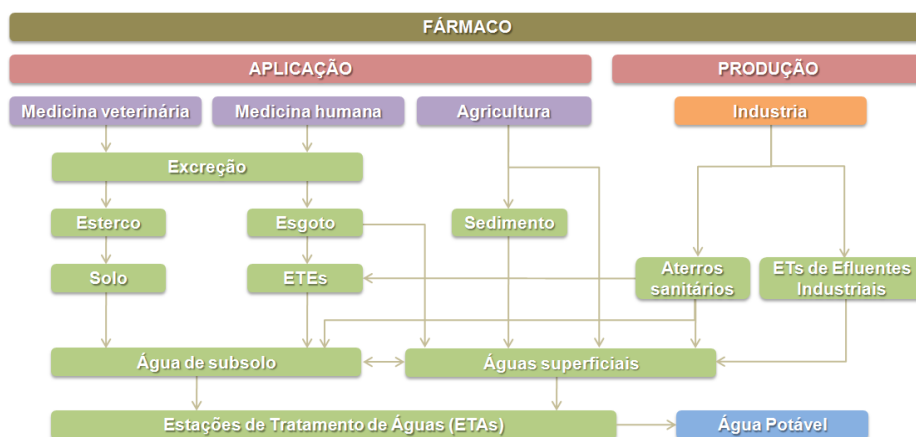 FÁRMACO
APLICAÇÃO
PRODUÇÃO
Medicina veterinária
Medicina humana
Agricultura
Industria
Excreção
Esterco
Esgoto
Sedimento
Solo
ETEs
Aterros
sanitários
ETs de Efluentes
Industriais
Água de subsolo
Águas superficiais
Estações de Tratamento de Águas (ETAs)
Água Potável